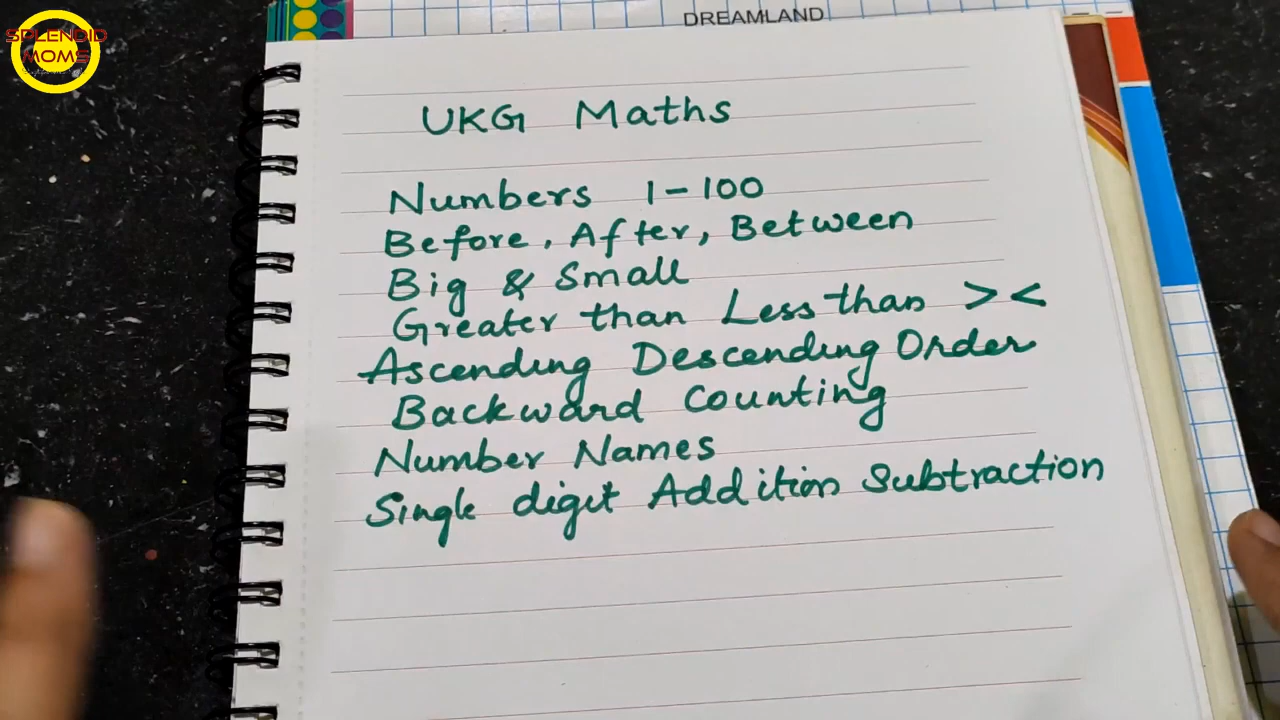 SPLENDID
MOMS
DREAMLAND
UKG Maths
Numbers 1-100
Before, After, Between
Big & Small
Greater than Less than > <
Ascending Descending Order
Backward Counting
Number Names
Single digit Addition Subtraction